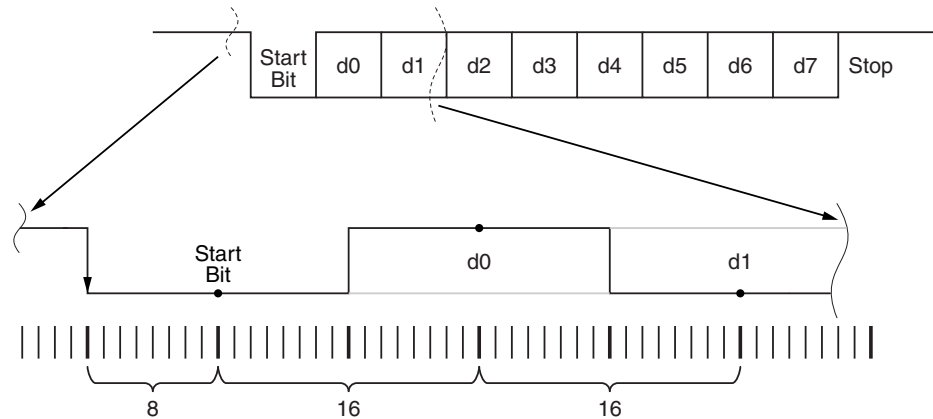 Start
Bit
d0 d1 d2 d3 d4 d5 d6 d7 Stop
Start
Bit
d0 d1
8 16 16